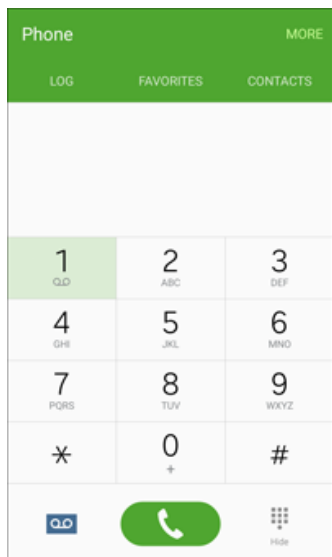 Phone MORE
LOG FAVORITES CONTACTS
1 2 3
ABC DEF
4 5 6
GHI JKL MNO
7 8 9
PQRS TUV WXYZ
* 0 #
+
Hide